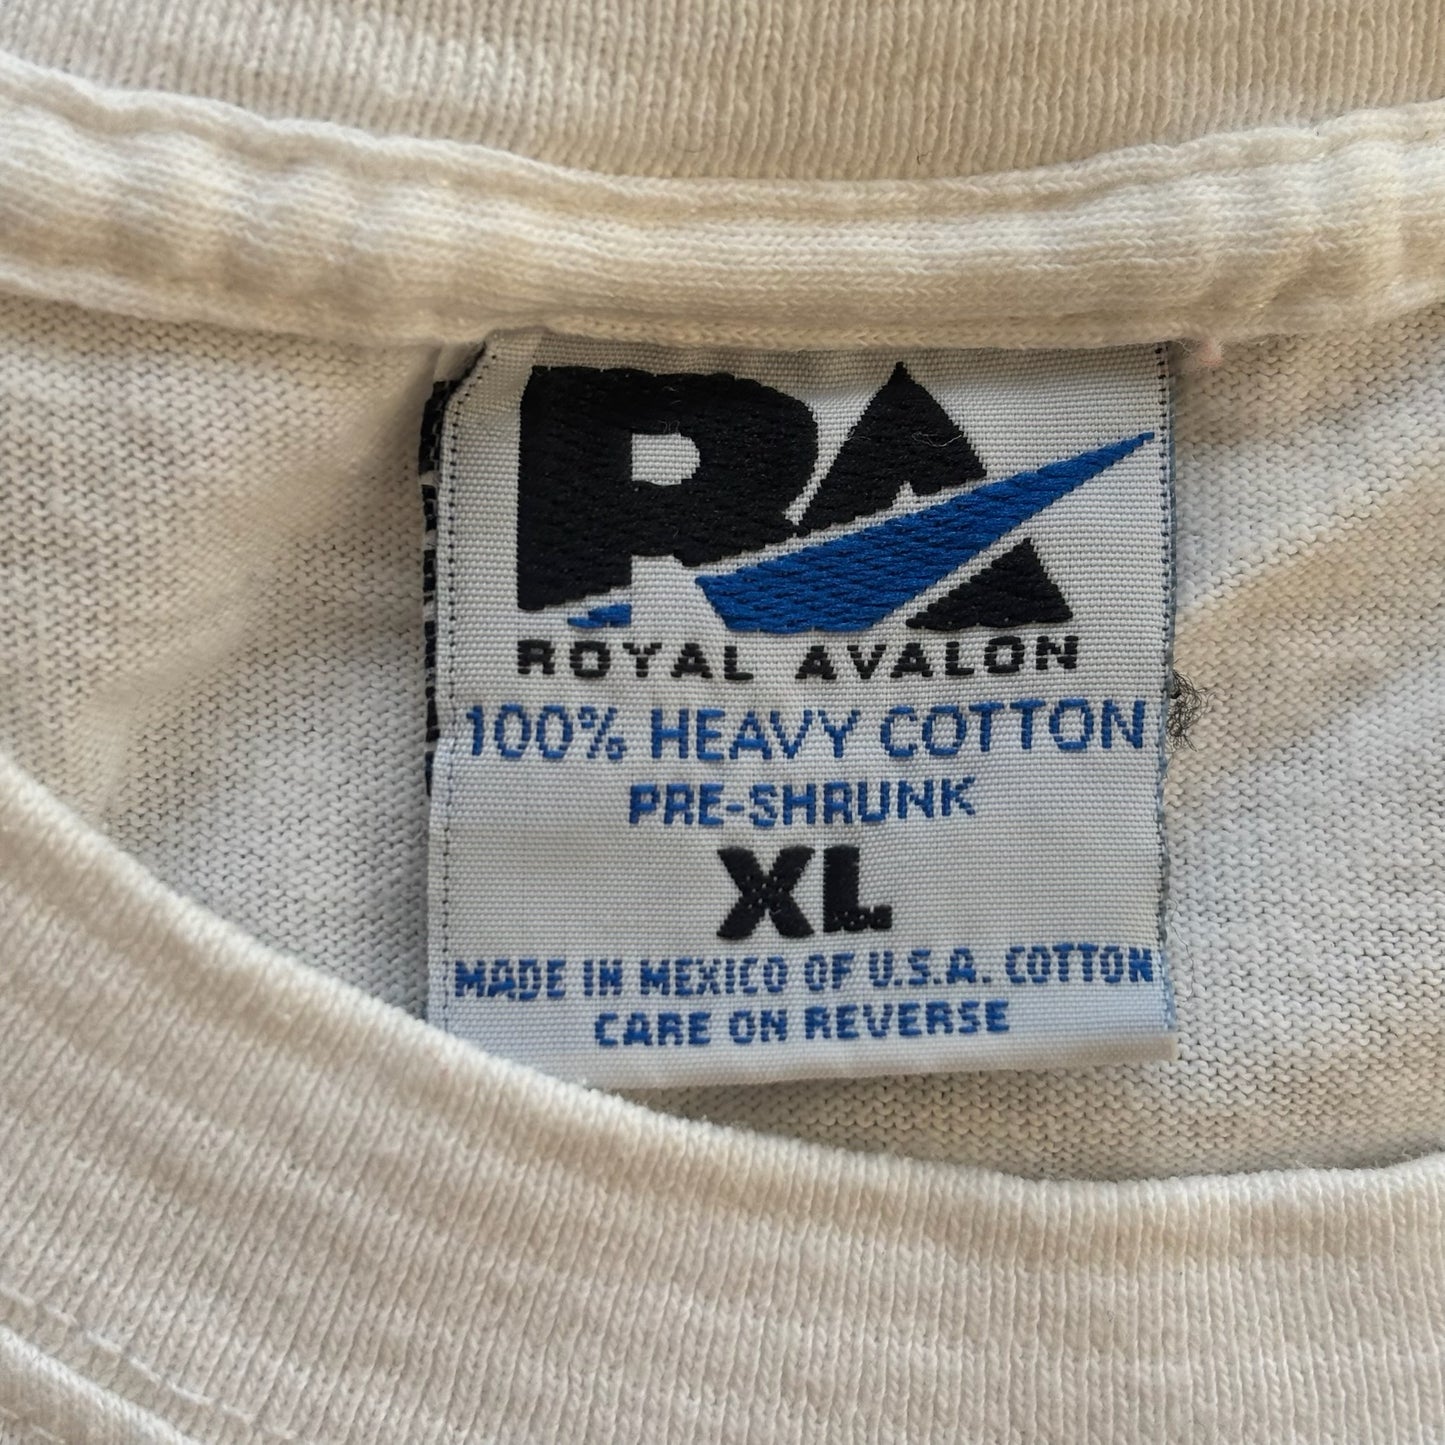 RA
ROYAL AVALON
100% HEAVY COTTON
PRE-SHRUNK
XL
MADE IN MEXICO OF U.S.A. COTTON
CARE ON REVERSE